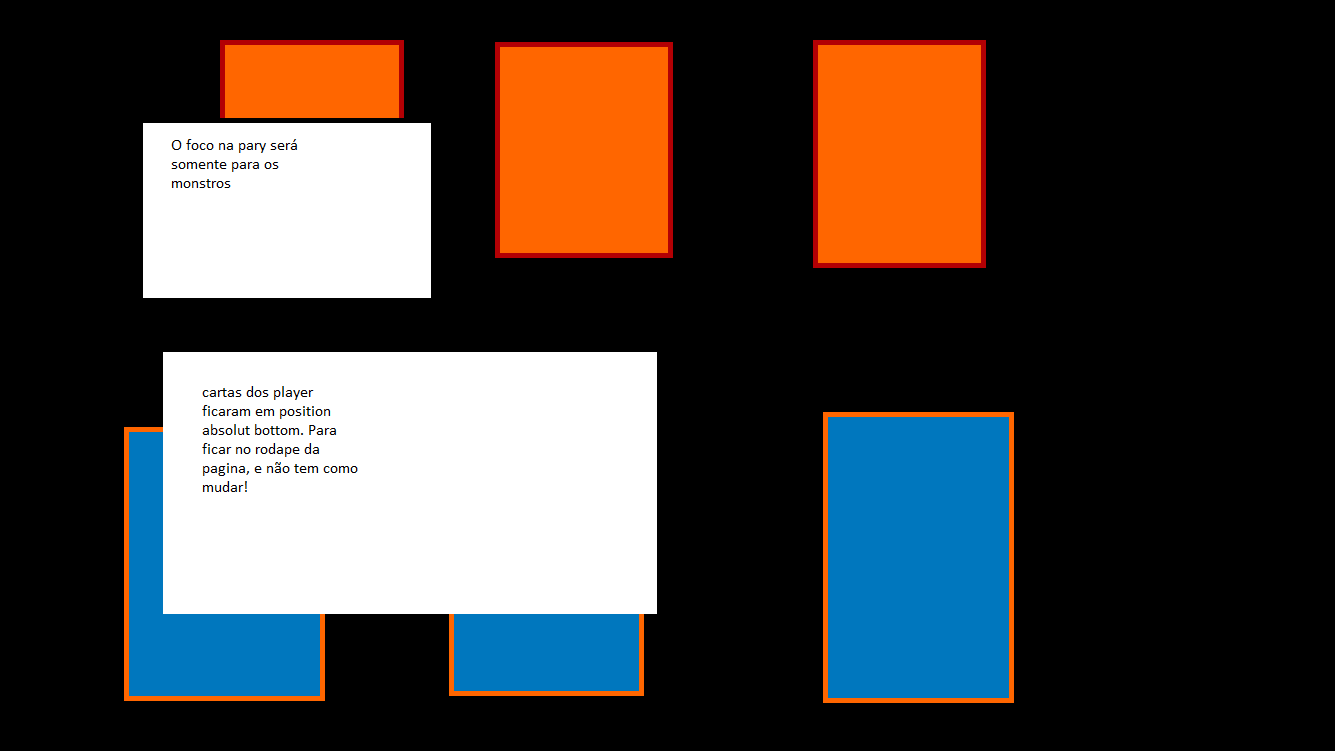 O foco na pary será
somente para os
monstros
cartas dos player
ficaram em position
absolut bottom. Para
ficar no rodape da
pagina, e não tem como
mudar!